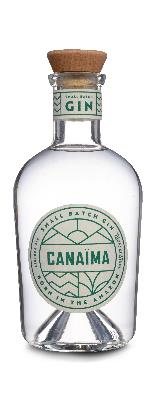 SMALL BATCH
GIN
SMALL BATCH GIN
CANAÏMA
BORN IN THE AMAZON